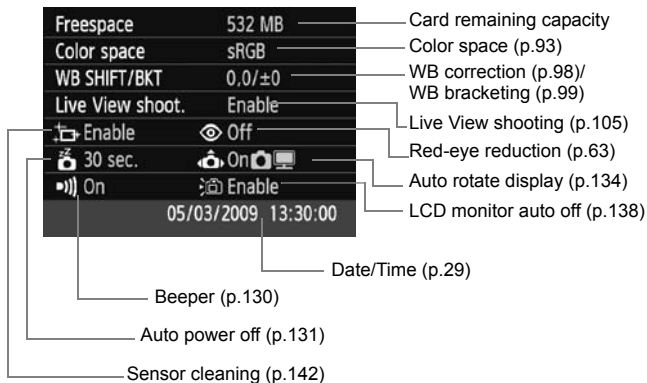 Freespace 532 MB
Color space sRGB
WB SHIFT/BKT 0,0/±0
Live View shoot. Enable
Enable Off
30 sec. On
On Enable
05/03/2009 13:30:00
Card remaining capacity
Color space (p.93)
WB correction (p.98)/
WB bracketing (p.99)
Live View shooting (p.105)
Red-eye reduction (p.63)
Auto rotate display (p.134)
LCD monitor auto off (p.138)
Date/Time (p.29)
Beeper (p.130)
Auto power off (p.131)
Sensor cleaning (p.142)